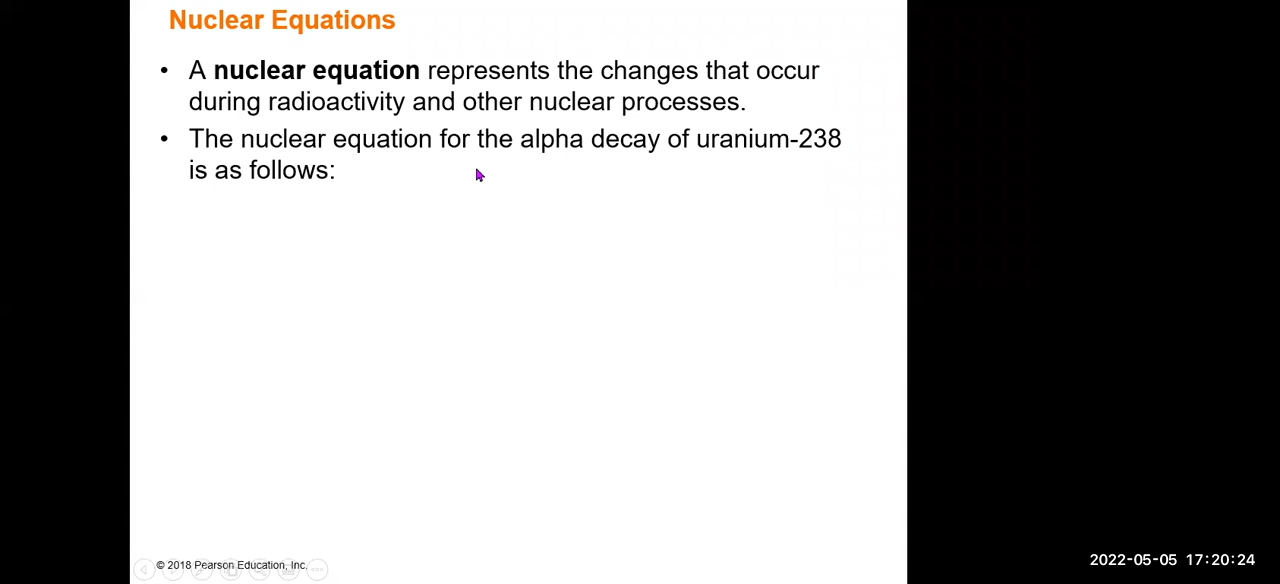 Nuclear Equations
• A nuclear equation represents the changes that occur
during radioactivity and other nuclear processes.
• The nuclear equation for the alpha decay of uranium-238
is as follows:
© 2018 Pearson Education, Inc.
2022-05-05 17:20:24